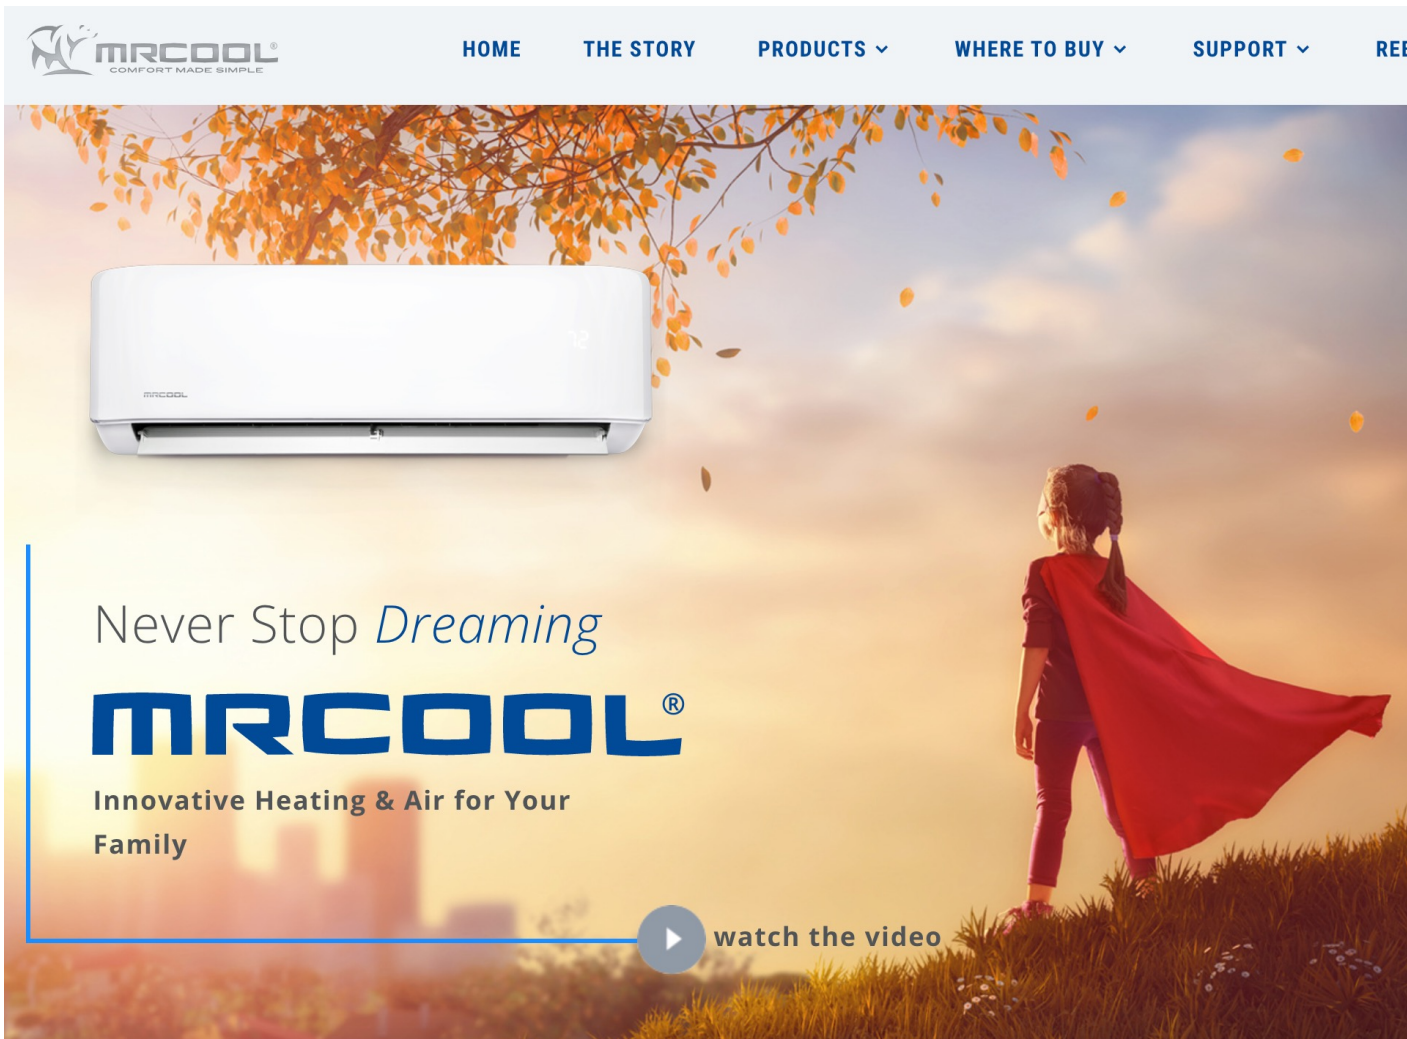 MRCOOL®
COMFORT MADE SIMPLE
HOME THE STORY PRODUCTS WHERE TO BUY SUPPORT
MRCOOL
Never Stop Dreaming
MRCOOL®
Innovative Heating & Air for Your
Family
watch the video